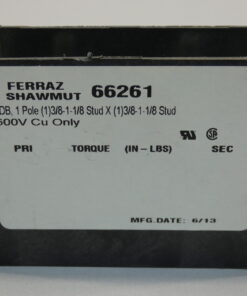 FERRAZ
SHAWMUT 66261
DB, 1 Pole (1)3/8-1-1/8 Stud X (1)3/8-1-1/8 Stud
600V Cu Only
PRI TORQUE (IN-LBS) SEC
MFG.DATE: 6/13